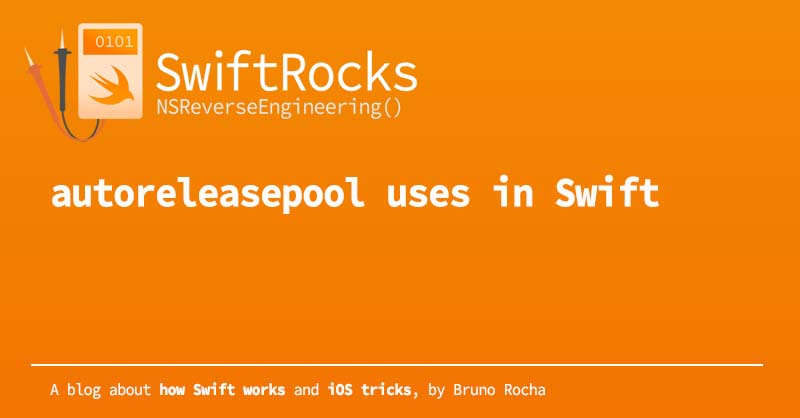 0101
SwiftRocks
NSReverseEngineering()
autoreleasepool uses in Swift
A blog about how Swift works and iOS tricks, by Bruno Rocha